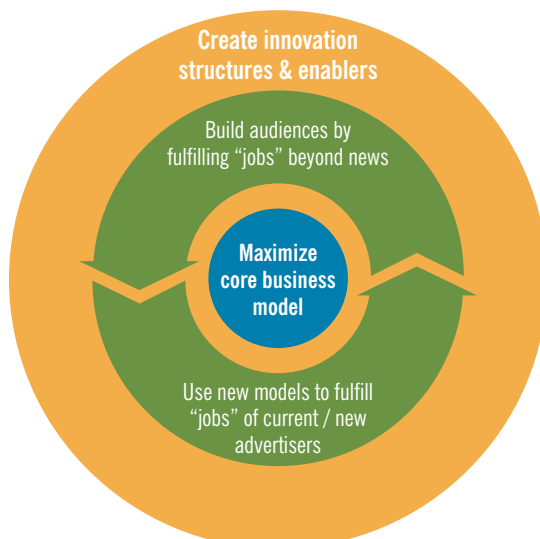 Create innovation
structures & enablers
Build audiences by
fulfilling “jobs” beyond news
Maximize
core business
model
Use new models to fulfill
“jobs” of current / new
advertisers